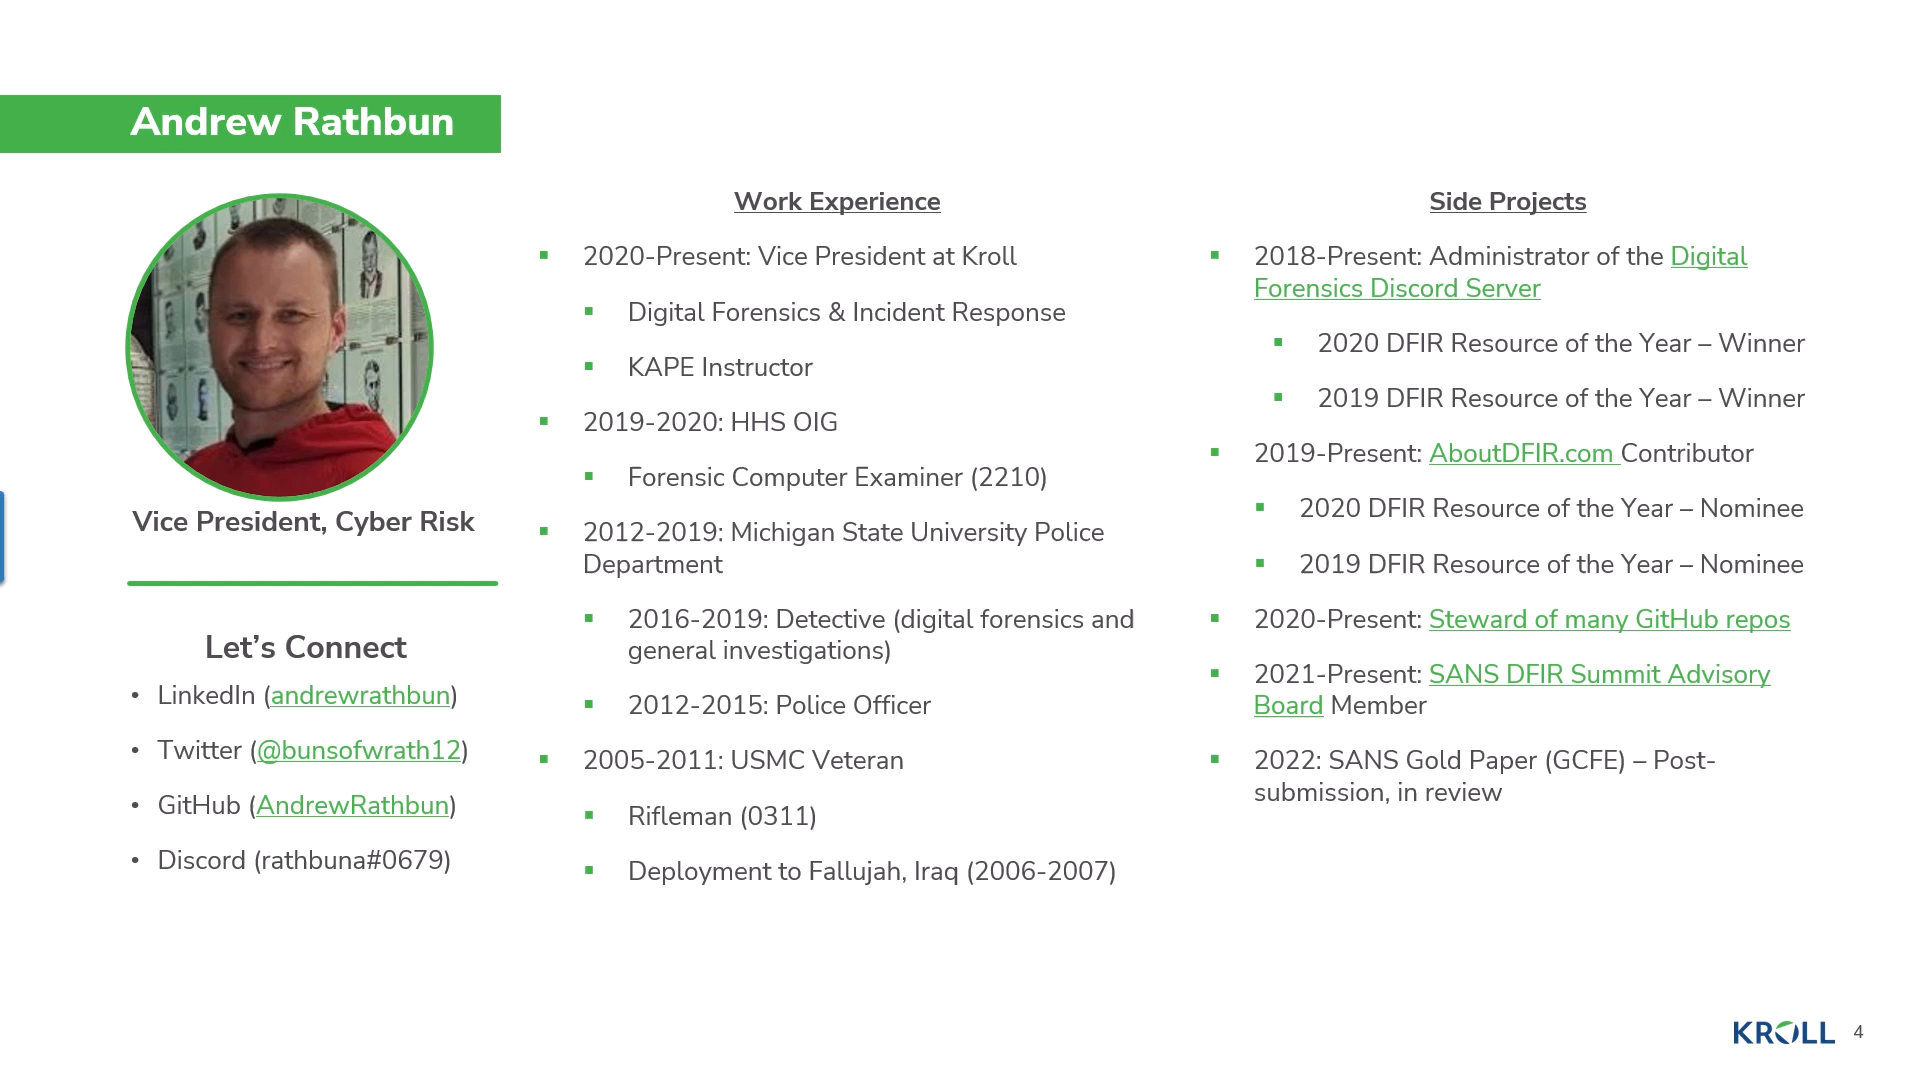 Andrew Rathbun
Vice President, Cyber Risk
Let’s Connect
• LinkedIn (andrewrathbun)
• Twitter (@bunsofwrath12)
• GitHub (AndrewRathbun)
• Discord (rathbuna#0679)
Work Experience
▪ 2020-Present: Vice President at Kroll
▪ Digital Forensics & Incident Response
▪ KAPE Instructor
▪ 2019-2020: HHS OIG
▪ Forensic Computer Examiner (2210)
▪ 2012-2019: Michigan State University Police
Department
▪ 2016-2019: Detective (digital forensics and
general investigations)
▪ 2012-2015: Police Officer
▪ 2005-2011: USMC Veteran
▪ Rifleman (0311)
▪ Deployment to Fallujah, Iraq (2006-2007)
Side Projects
▪ 2018-Present: Administrator of the Digital
Forensics Discord Server
▪ 2020 DFIR Resource of the Year – Winner
▪ 2019 DFIR Resource of the Year – Winner
▪ 2019-Present: AboutDFIR.com Contributor
▪ 2020 DFIR Resource of the Year – Nominee
▪ 2019 DFIR Resource of the Year – Nominee
▪ 2020-Present: Steward of many GitHub repos
▪ 2021-Present: SANS DFIR Summit Advisory
Board Member
▪ 2022: SANS Gold Paper (GCFE) – Post-
submission, in review
KROLL
4